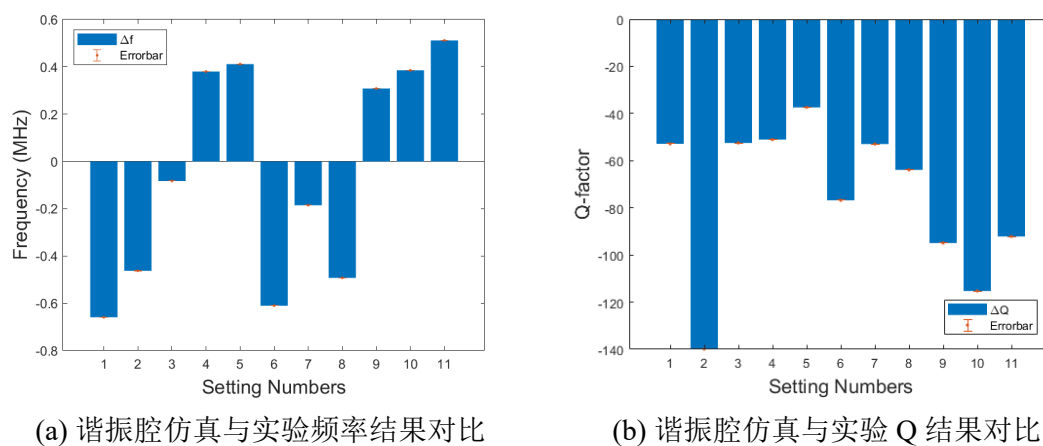 Δf
Errorbar
0.6
0.4
0.2
0
-0.2
-0.4
-0.6
-0.8
Frequency (MHz)
1 2 3 4 5 6 7 8 9 10 11
Setting Numbers
(a) 谐振腔仿真与实验频率结果对比
0
-20
-40
-60
-80
-100
-120
-140
Q-factor
ΔQ
Errorbar
1 2 3 4 5 6 7 8 9 10 11
Setting Numbers
(b) 谐振腔仿真与实验 Q 结果对比